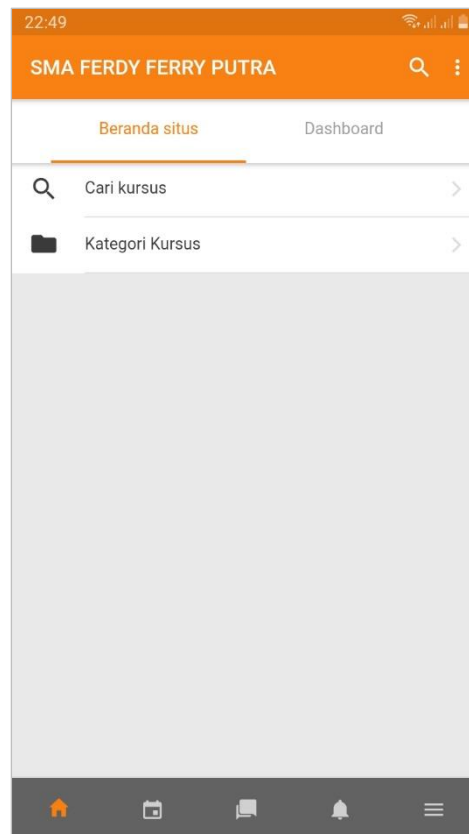 22:49
SMA FERDY FERRY PUTRA
Beranda situs Dashboard
Cari kursus
Kategori Kursus